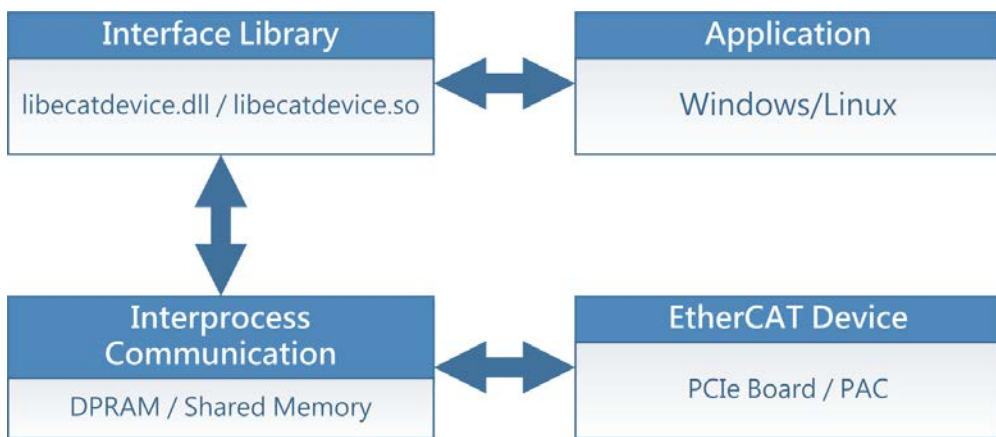 Interface Library
libecatdevice.dll / libecatdevice.so
Application
Windows/Linux
Interprocess
Communication
DPRAM / Shared Memory
EtherCAT Device
PCIe Board / PAC